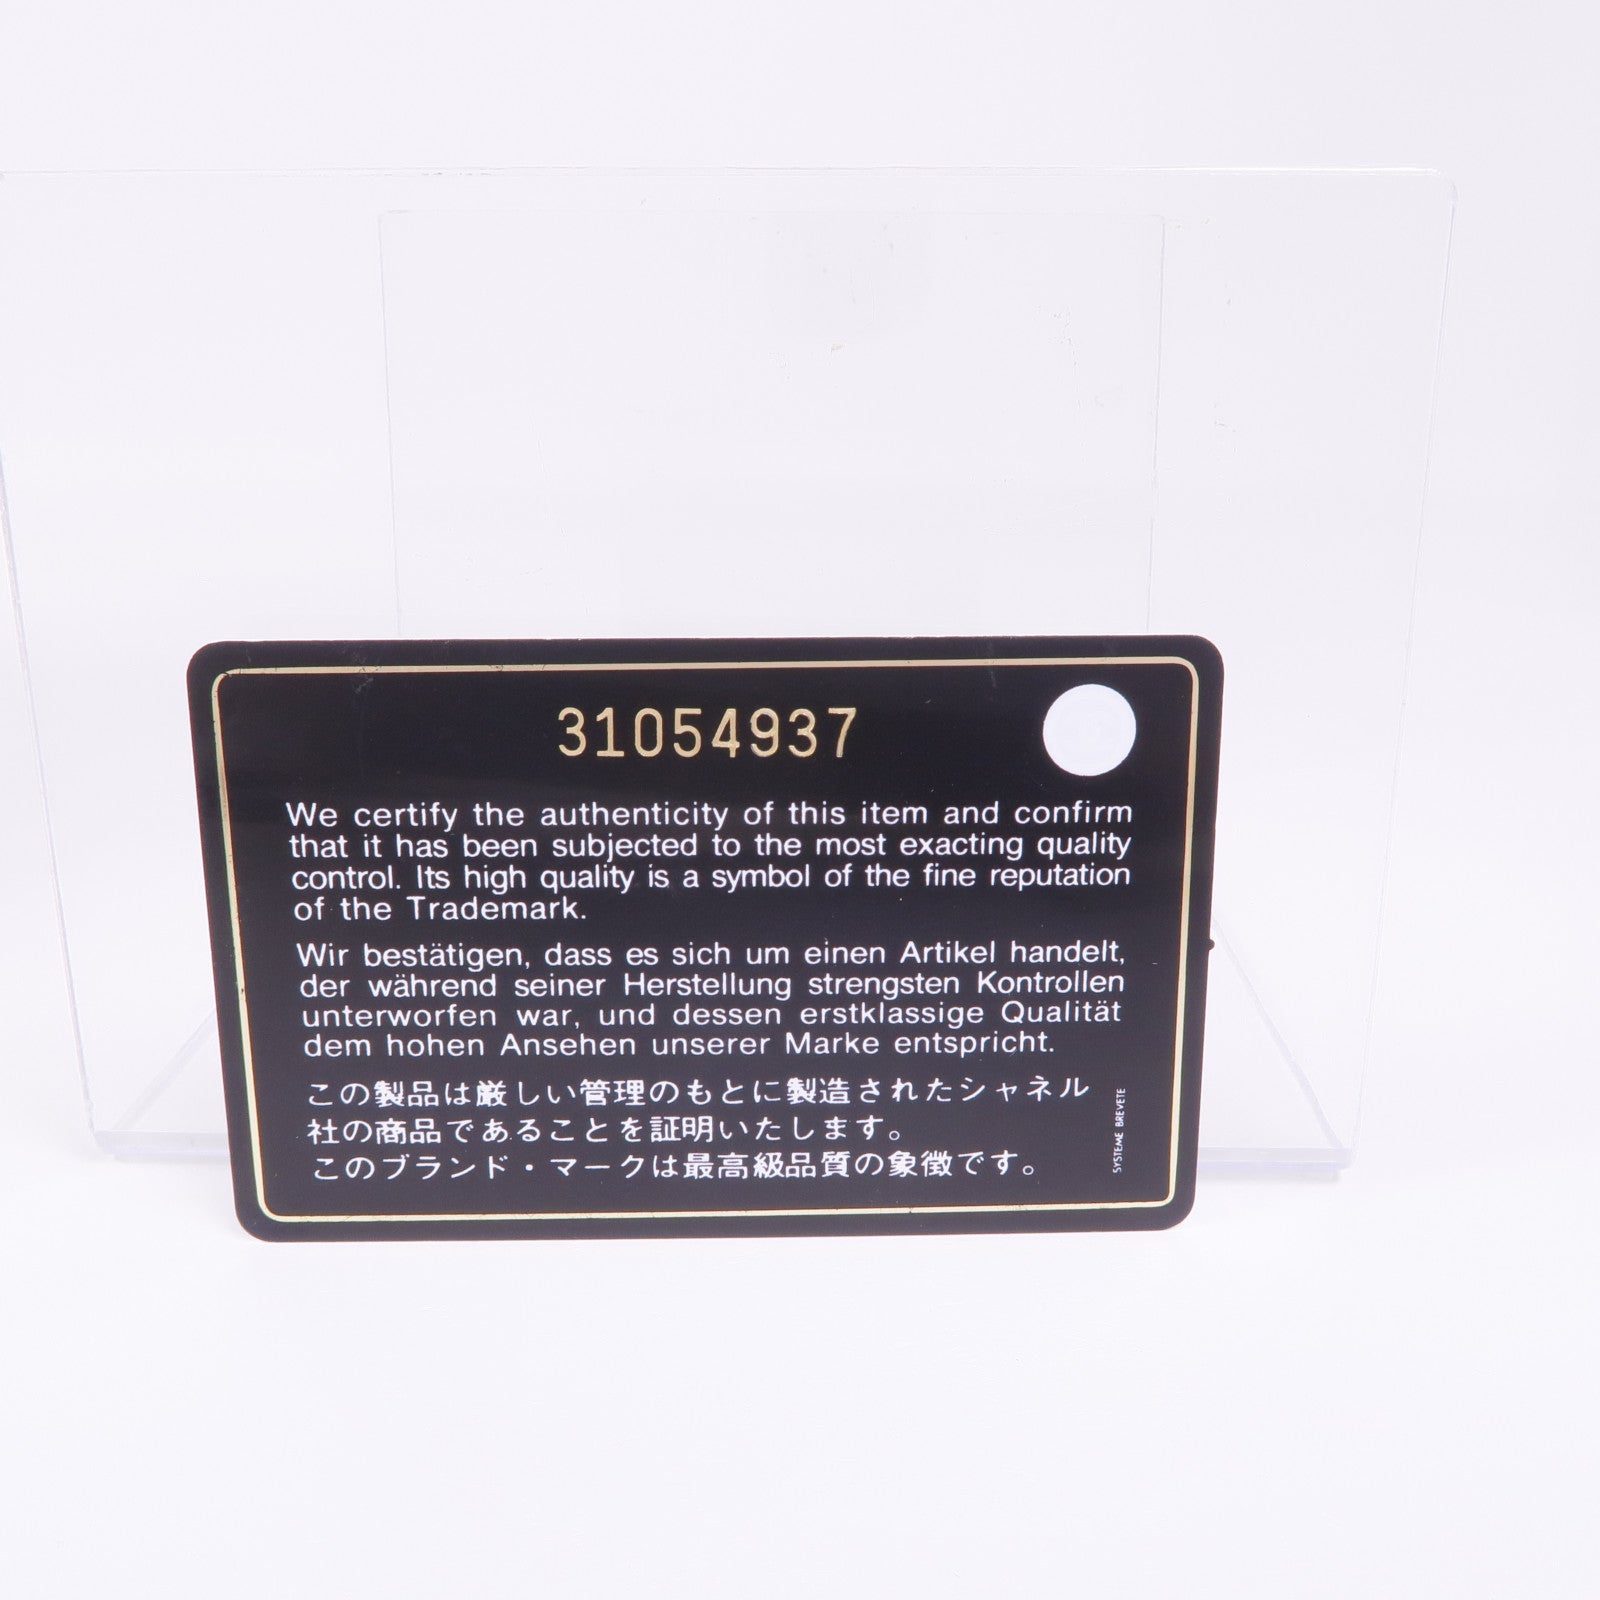 31054937
We certify the authenticity of this item and confirm
that it has been subjected to the most exacting quality
control. Its high quality is a symbol of the fine reputation
of the Trademark.
Wir bestätigen, dass es sich um einen Artikel handelt,
der während seiner Herstellung strengsten Kontrollen
unterworfen war, und dessen erstklassige Qualität
dem hohen Ansehen unserer Marke entspricht.
この製品は厳しい管理のもとに製造されたシャネル
社の商品であることを証明いたします。
このブランド・マークは最高級品質の象徴です。
SYSTEME BREVETE